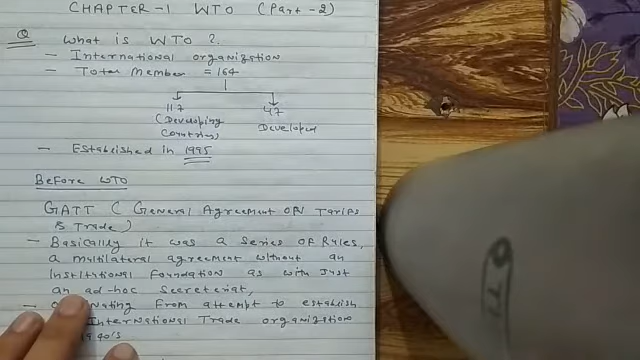 CHAPTER-1 WTO (Part-2)
Q What is WTO ?
- International organization
- Total Member = 164
117 47
(Developing Developed
Countries)
- Established in 1995
Before WTO
GATT ( General Agreement ON Tarifs
& Trade )
- Basically it was a series of Rules,
a multilateral agreement without an
institutional Foundation as with Just
an ad-hoc secretariat,
- From attempt to establish
International Trade organization